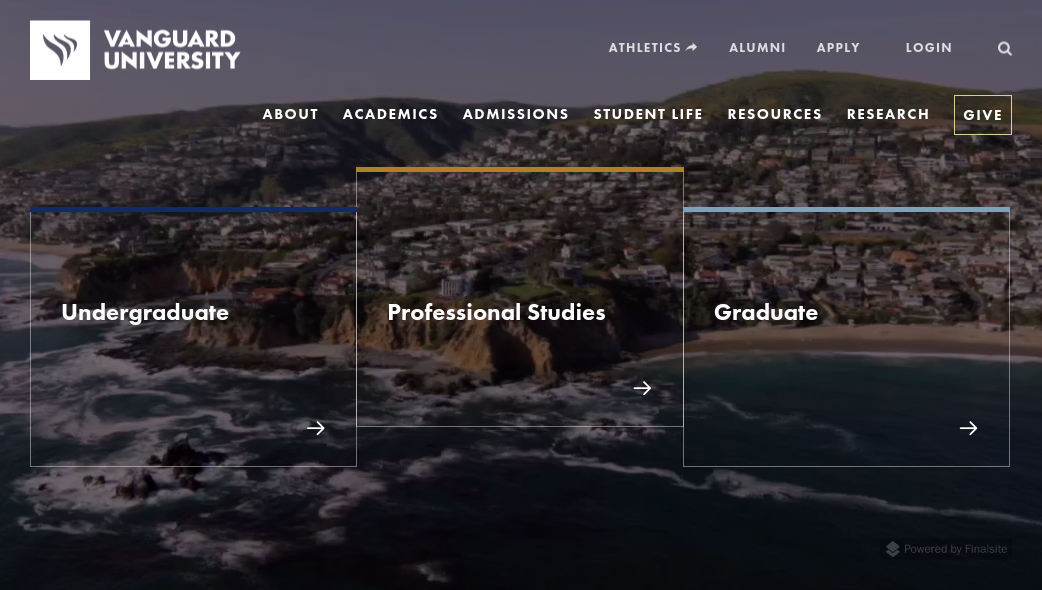 VANGUARD
UNIVERSITY
ATHLETICS ALUMNI APPLY LOGIN
ABOUT ACADEMICS ADMISSIONS STUDENT LIFE RESOURCES RESEARCH GIVE
Undergraduate
Professional Studies
Graduate
Powered by Finalsite